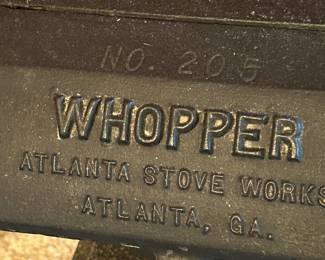 NO. 205
WHOPPER
ATLANTA STOVE WORKS
ATLANTA, GA.